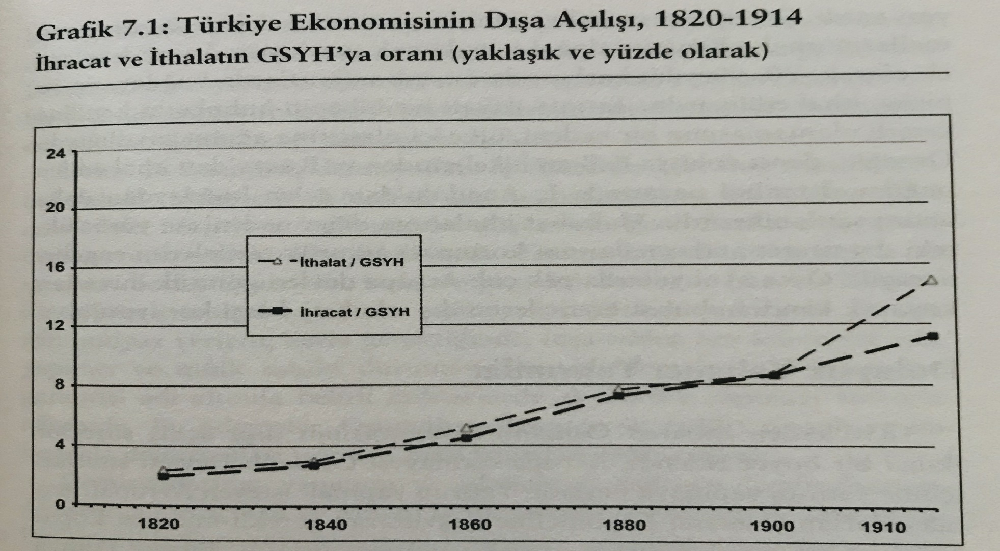 Grafik 7.1: Türkiye Ekonomisinin Dışa Açılışı, 1820-1914
İhracat ve İthalatın GSYH'ya oranı (yaklaşık ve yüzde olarak)
24
20
16
12
8
4
0
İthalat / GSYH
İhracat / GSYH
1820 1840 1860 1880 1900 1910